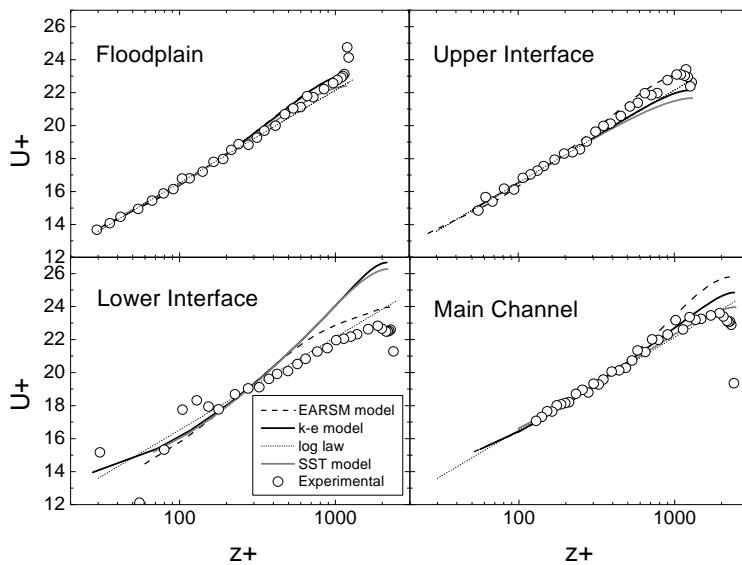 26
24
22
20
18
16
14
12
U+
Floodplain
Upper Interface
26
24
22
20
18
16
14
12
U+
Lower Interface
Main Channel
EARSM model
k-e model
log law
SST model
Experimental
100
1000
100
1000
z+
z+